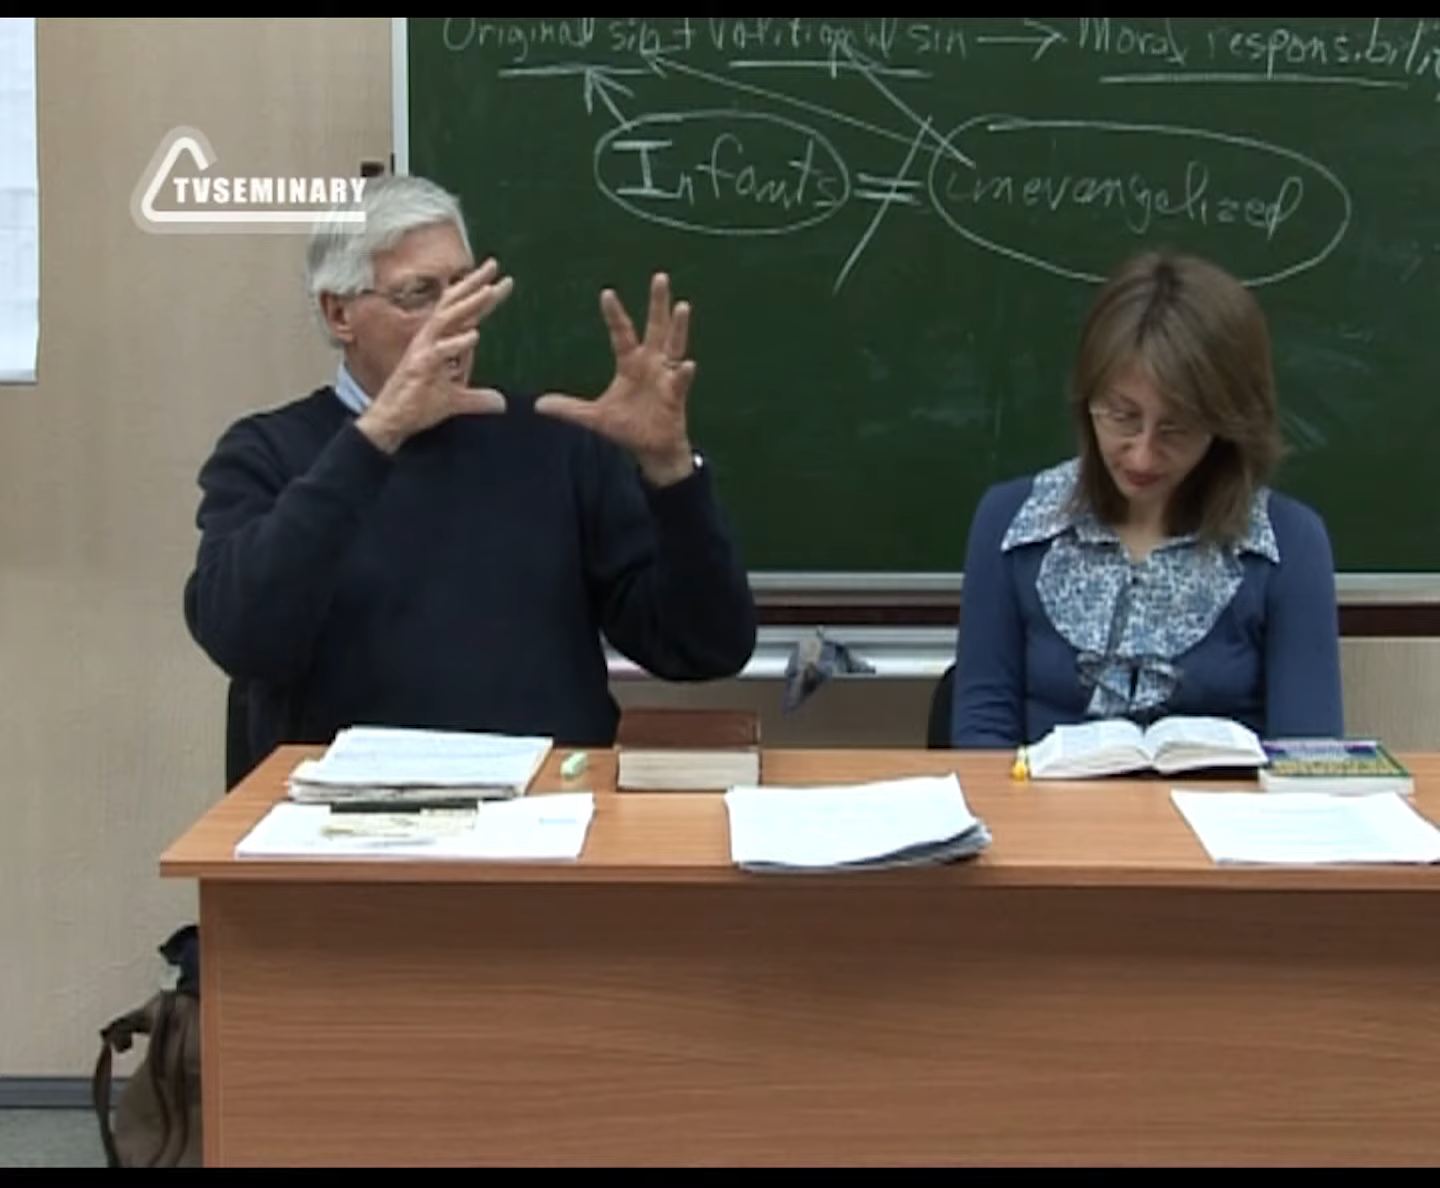 Original sin + Volitional sin → Moral responsibility
Infants ≠ unevangelized
TVSEMINARY